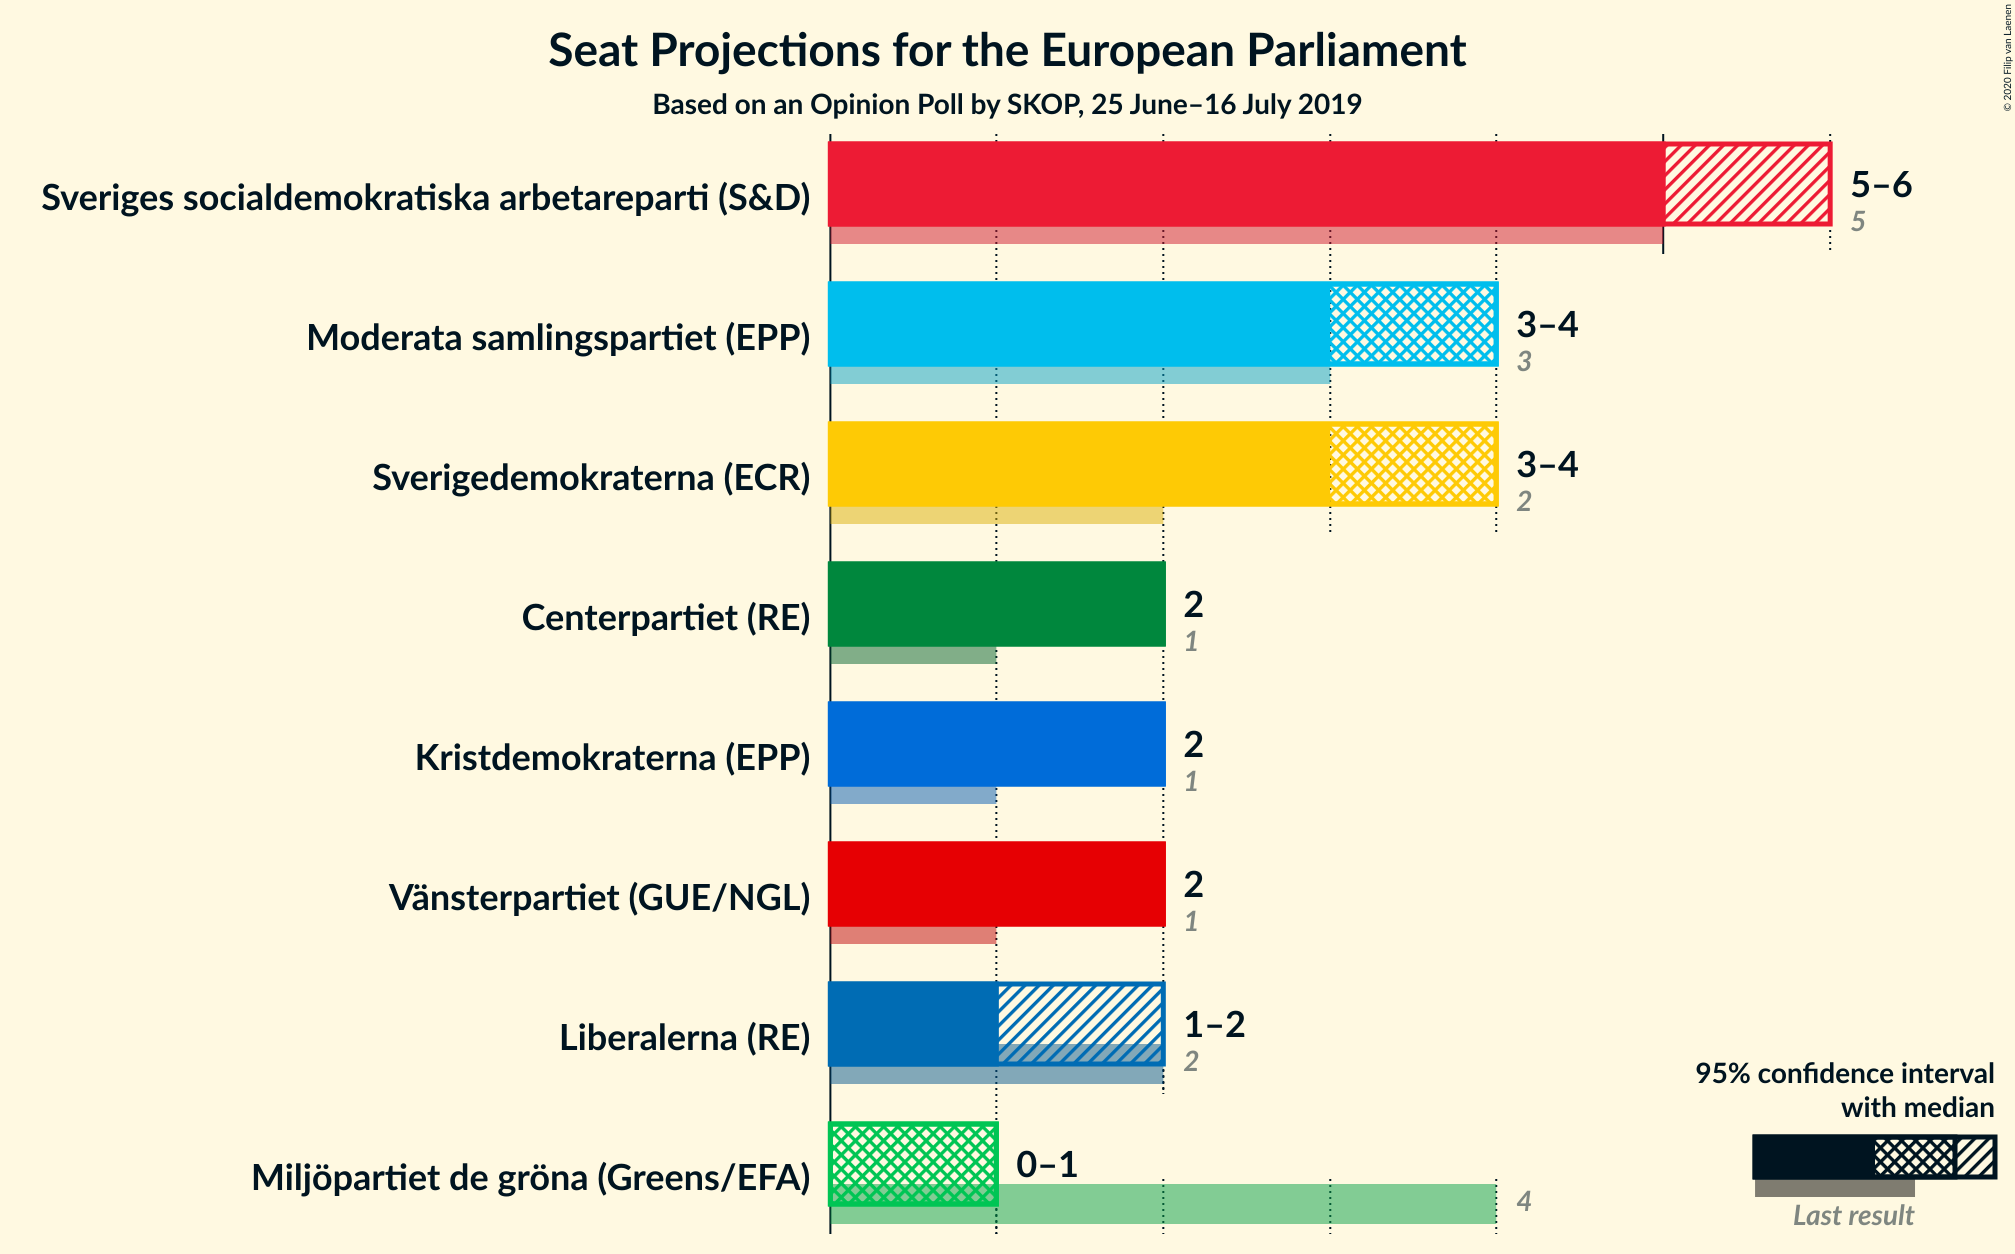 Seat Projections for the European Parliament
Based on an Opinion Poll by SKOP, 25 June–16 July 2019
© 2020 Filip van Laenen
Sveriges socialdemokratiska arbetareparti (S&D)
5–6
5
Moderata samlingspartiet (EPP)
3–4
3
Sverigedemokraterna (ECR)
3–4
2
Centerpartiet (RE)
2
1
Kristdemokraterna (EPP)
2
1
Vänsterpartiet (GUE/NGL)
2
1
Liberalerna (RE)
1–2
2
Miljöpartiet de gröna (Greens/EFA)
0–1
4
95% confidence interval
with median
Last result